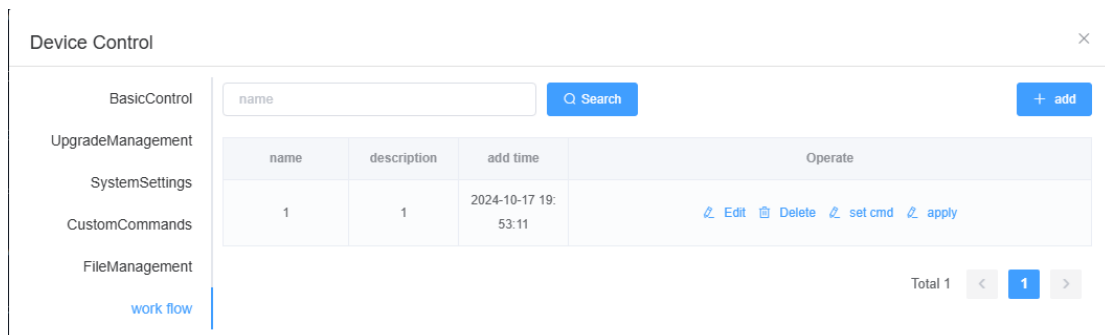 Device Control
BasicControl
UpgradeManagement
SystemSettings
CustomCommands
FileManagement
work flow
name Search + add
name description add time Operate
1 1 2024-10-17 19:
53:11 Edit Delete set cmd apply
Total 1 < 1 >